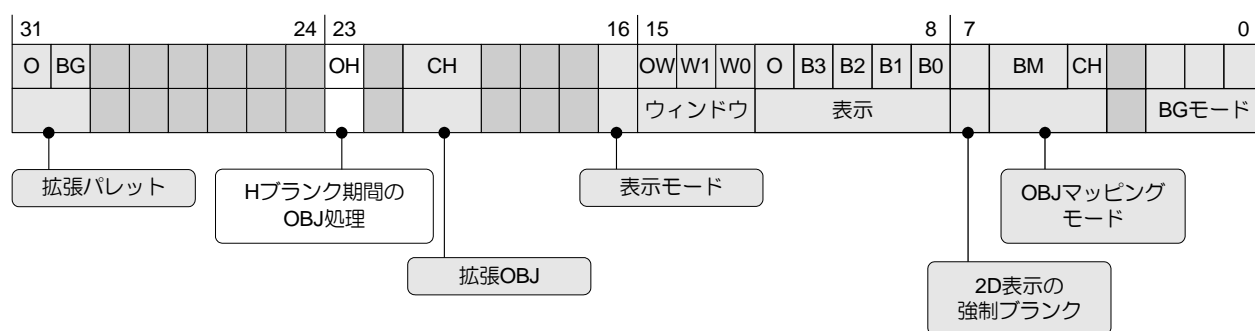 31 24 23 16 15 8 7 0
O BG OH CH OW W1 W0 O B3 B2 B1 B0 BM CH
ウィンドウ 表示 BGモード
拡張パレット
Hブランク期間の
OBJ処理
表示モード
OBJマッピング
モード
拡張OBJ
2D表示の
強制ブランク